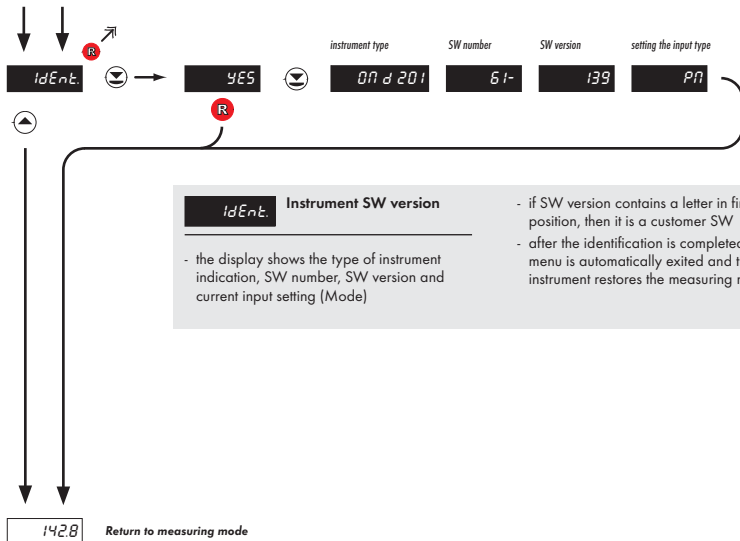 instrument type SW number SW version setting the input type
R
IdEnt. YES 0M d 201 61- 139 PM
R
IdEnt. Instrument SW version
- the display shows the type of instrument
indication, SW number, SW version and
current input setting (Mode)
- if SW version contains a letter in
position, then it is a customer SW
- after the identification is
menu is automatically exited and
instrument restores the measuring
142.8 Return to measuring mode